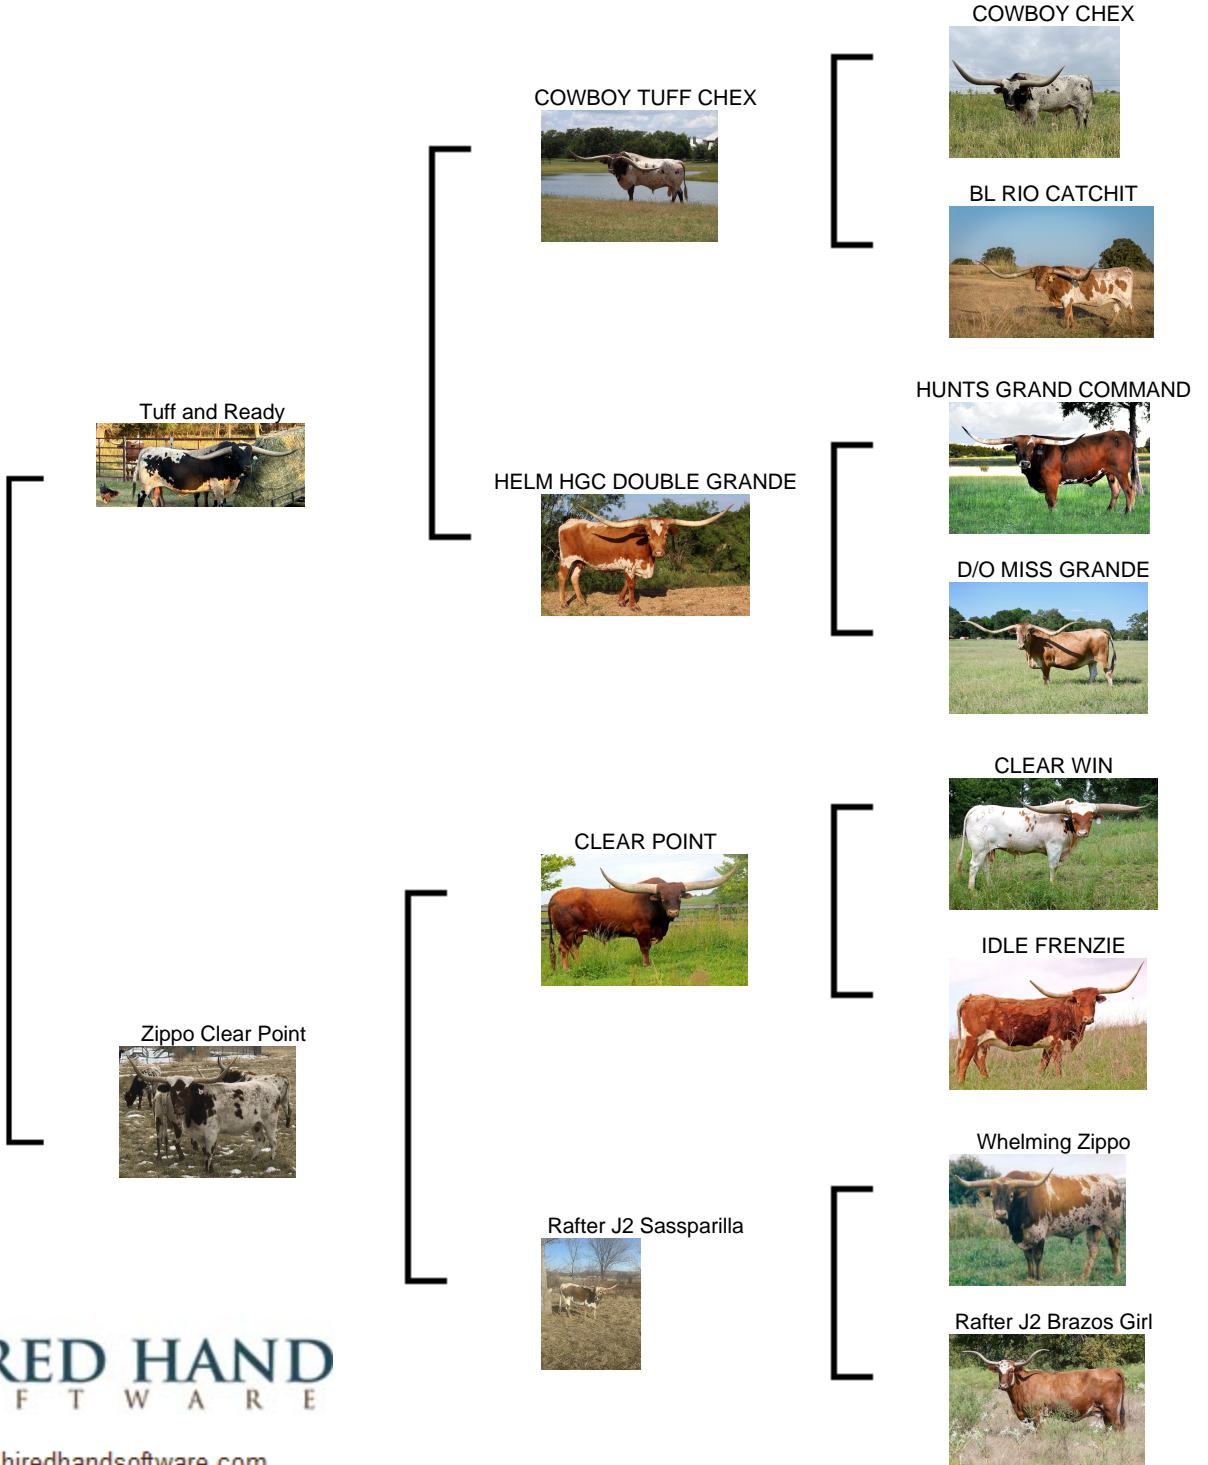 COWBOY CHEX
COWBOY TUFF CHEX
BL RIO CATCHIT
HUNTS GRAND COMMAND
Tuff and Ready
HELM HGC DOUBLE GRANDE
D/O MISS GRANDE
CLEAR WIN
CLEAR POINT
IDLE FRENZIE
Zippo Clear Point
Whelming Zippo
Rafter J2 Sassparilla
Rafter J2 Brazos Girl
RED HAND
F T W A R E
hiredhandsoftware.com